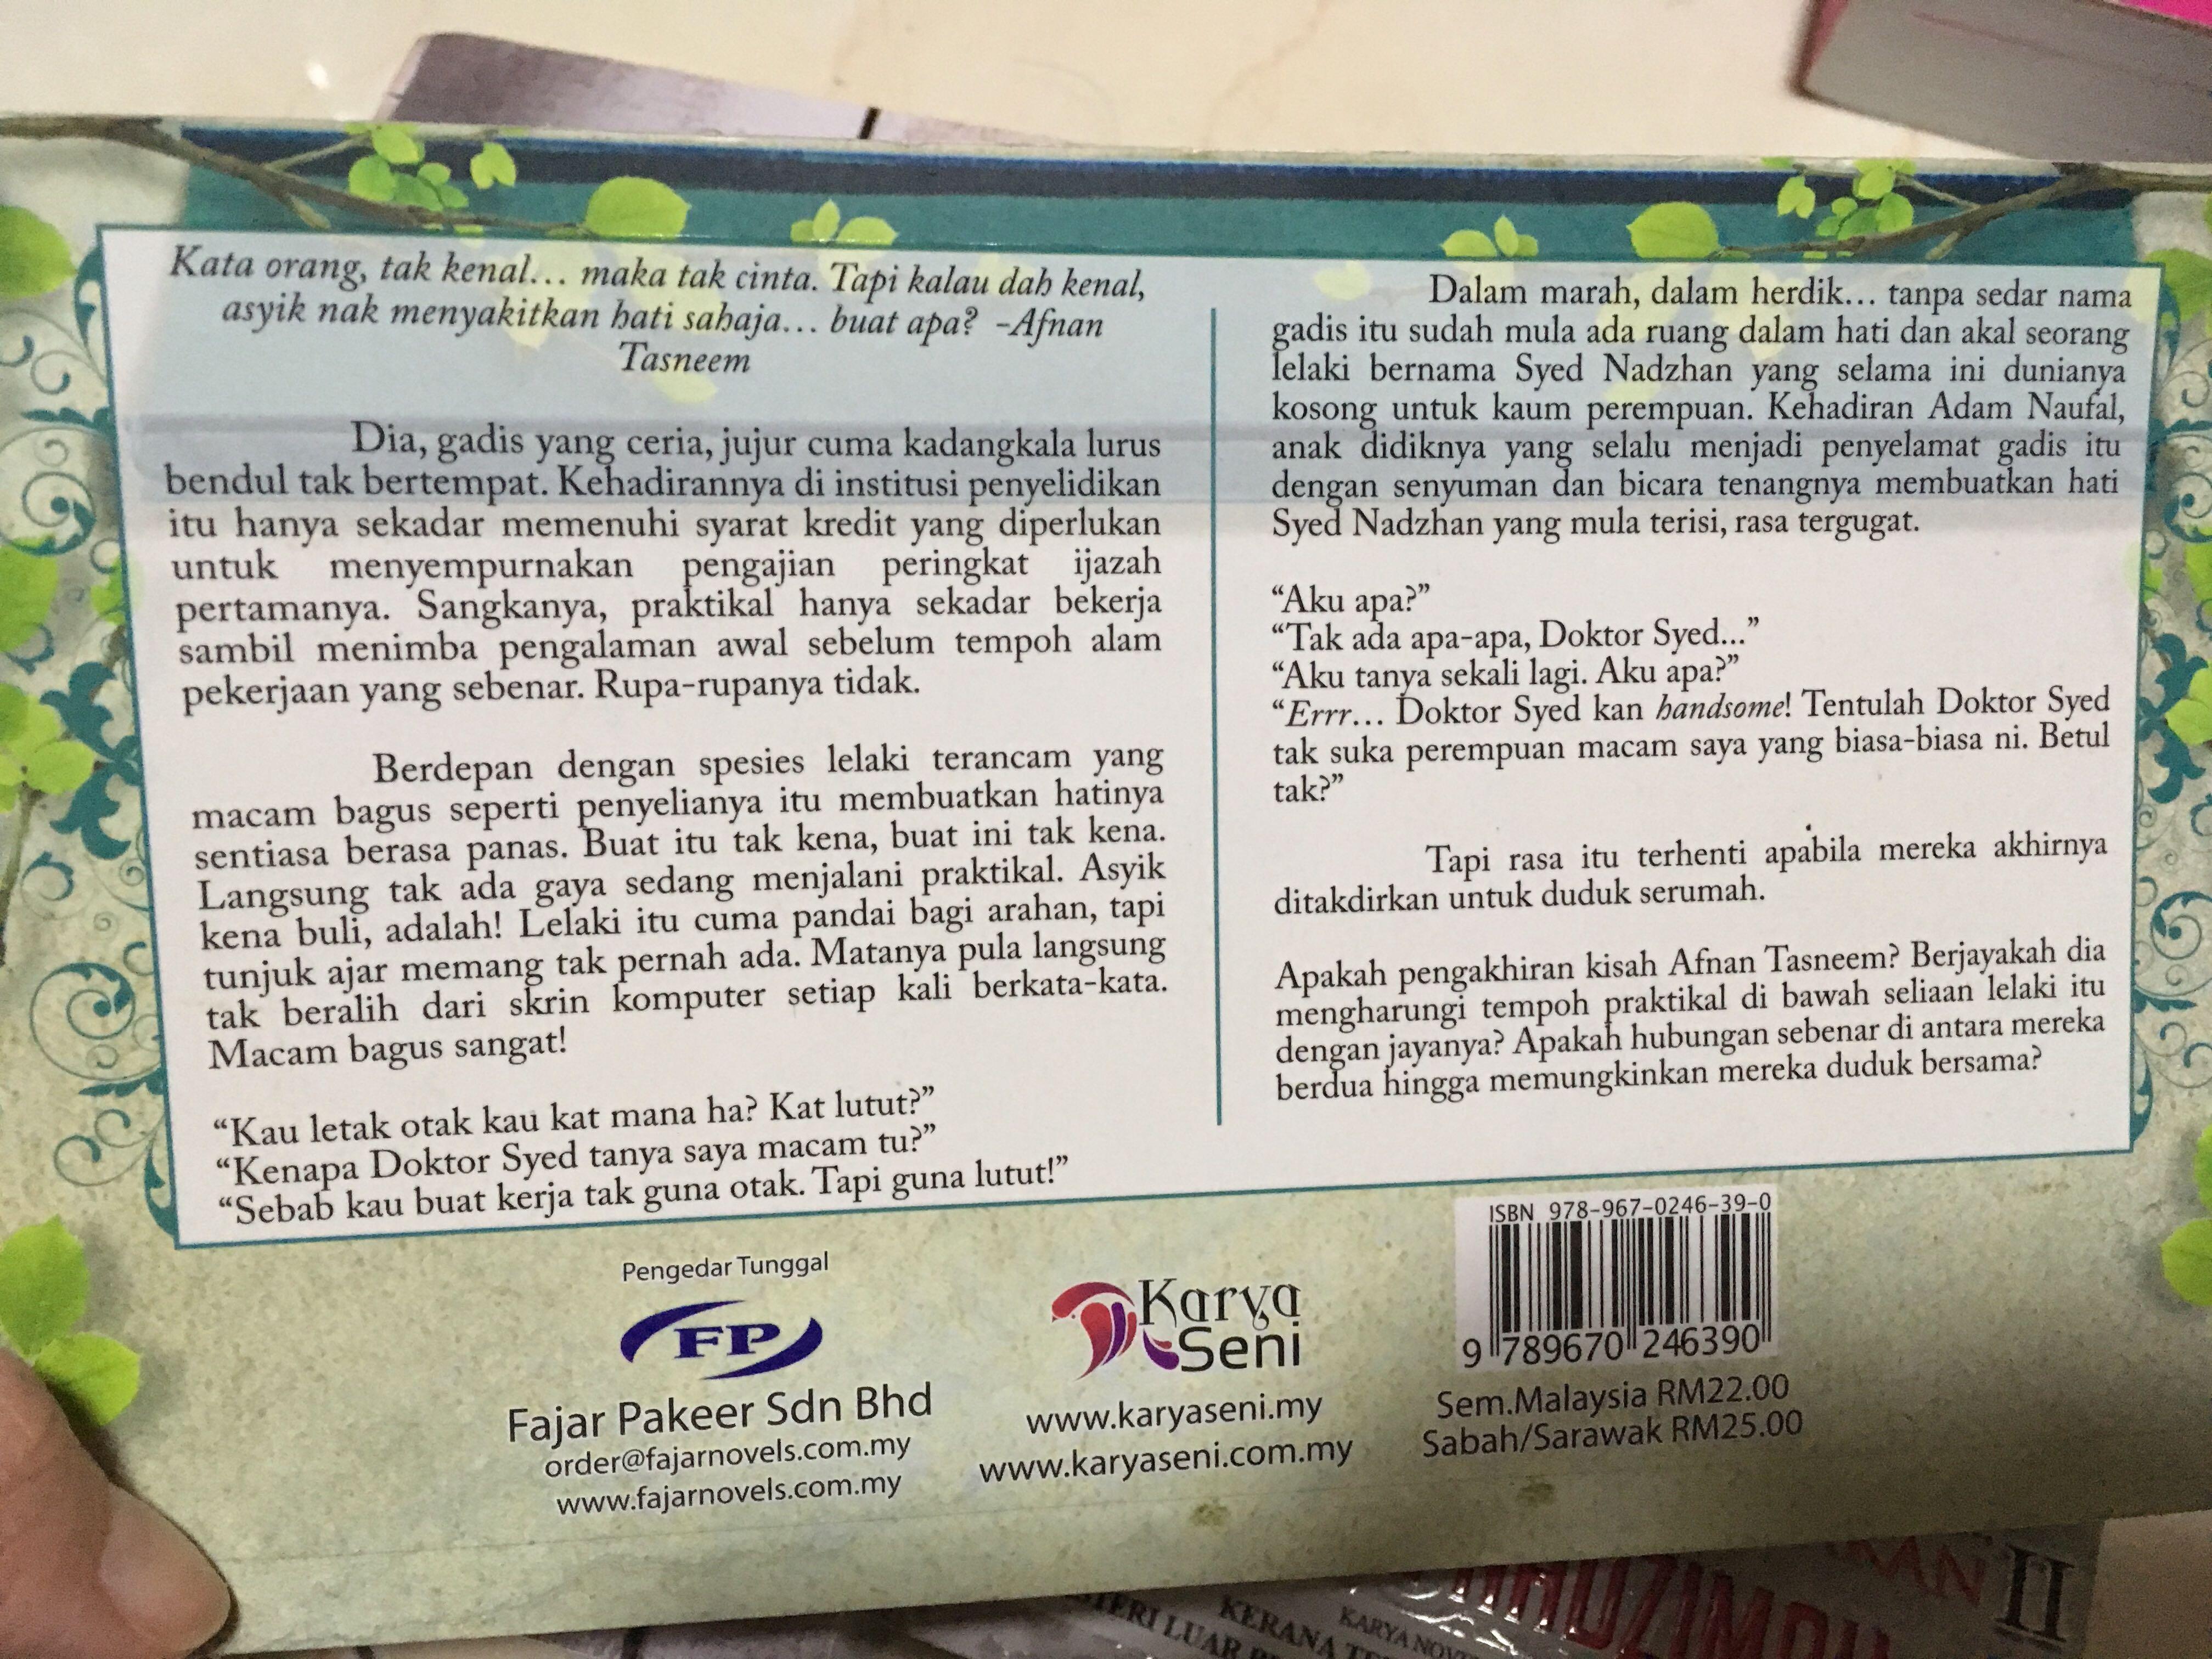 Kata orang, tak kenal... maka tak cinta. Tapi kalau dah kenal,
asyik nak menyakitkan hati sahaja... buat apa? -Afnan
Tasneem
Dia, gadis yang ceria, jujur cuma kadangkala lurus
bendul tak bertempat. Kehadirannya di institusi penyelidikan
itu hanya sekadar memenuhi syarat kredit yang diperlukan
untuk menyempurnakan pengajian peringkat ijazah
pertamanya. Sangkanya, praktikal hanya sekadar bekerja
sambil menimba pengalaman awal sebelum tempoh alam
pekerjaan yang sebenar. Rupa-rupanya tidak.
Berdepan dengan spesies lelaki terancam yang
macam bagus seperti penyelianya itu membuatkan hatinya
sentiasa berasa panas. Buat itu tak kena, buat ini tak kena.
Langsung tak ada gaya sedang menjalani praktikal. Asyik
kena buli, adalah! Lelaki itu cuma pandai bagi arahan, tapi
tunjuk ajar memang tak pernah ada. Matanya pula langsung
tak beralih dari skrin komputer setiap kali berkata-kata.
Macam bagus sangat!
“Kau letak otak kau kat mana ha? Kat lutut?”
“Kenapa Doktor Syed tanya saya macam tu?”
“Sebab kau buat kerja tak guna otak. Tapi guna lutut!”
Dalam marah, dalam herdik... tanpa sedar nama
gadis itu sudah mula ada ruang dalam hati dan akal seorang
lelaki bernama Syed Nadzhan yang selama ini dunianya
kosong untuk kaum perempuan. Kehadiran Adam Naufal,
anak didiknya yang selalu menjadi penyelamat gadis itu
dengan senyuman dan bicara tenangnya membuatkan hati
Syed Nadzhan yang mula terisi, rasa tergugat.
“Aku apa?”
“Tak ada apa-apa, Doktor Syed...”
“Aku tanya sekali lagi. Aku apa?”
“Errr... Doktor Syed kan handsome! Tentulah Doktor Syed
tak suka perempuan macam saya yang biasa-biasa ni. Betul
tak?”
Tapi rasa itu terhenti apabila mereka akhirnya
ditakdirkan untuk duduk serumah.
Apakah pengakhiran kisah Afnan Tasneem? Berjayakah dia
mengharungi tempoh praktikal di bawah seliaan lelaki itu
dengan jayanya? Apakah hubungan sebenar di antara mereka
berdua hingga memungkinkan mereka duduk bersama?
Pengedar Tunggal
FP
Fajar Pakeer Sdn Bhd
order@fajarnovels.com.my
www.fajarnovels.com.my
Karya
Seni
www.karyaseni.my
www.karyaseni.com.my
ISBN 978-967-0246-39-0
9 789670 246390
Sem.Malaysia RM22.00
Sabah/Sarawak RM25.00
II
LUAR
KERANA
KARYA